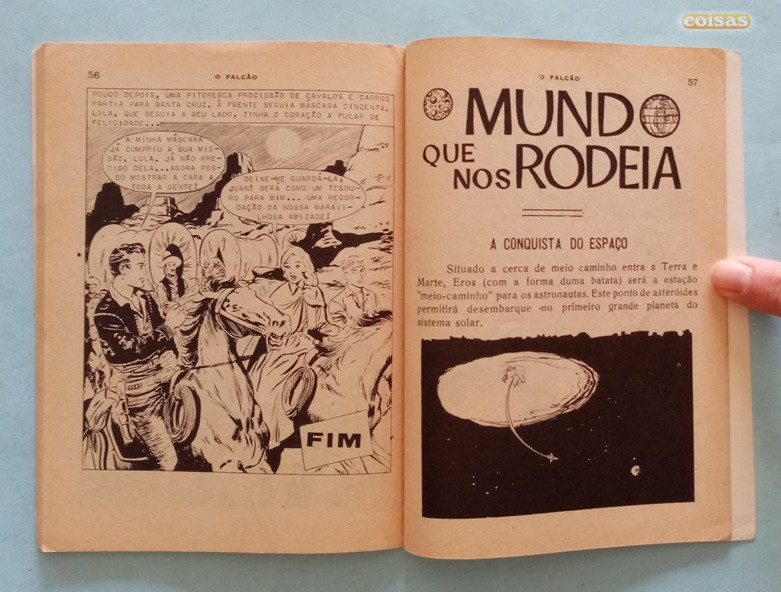 coisas
56
O FALCÃO
POUCO DEPOIS, UMA PITORESCA PROCISSÃO DE CAVALOS E CARROS
PARTIA PARA SANTA CRUZ. À FRENTE SEGUIA MASCARA CINZENTA.
LOLA, QUE SEGUIA A SEU LADO, TINHA O CORAÇÃO A PULAR DE
FELICIDADE...
A MINHA MÁSCARA
JÁ CUMPRIU A SUA MIS-
SÃO, LOLA. JÁ NÃO PRE-
CISO DELA...AGORA POS-
SO MOSTRAR A CARA A
TODA A GENTE!
DEIXE-ME GUARDÁ-LA,
JUAN! SERÁ COMO UM TESOU-
RO PARA MIM... UMA RECOR-
DAÇÃO DA NOSSA MARAVI-
LHOSA AMIZADE!
FIM
O FALCÃO
57
O MUNDO
QUE NOS RODEIA
A CONQUISTA DO ESPAÇO
Situado a cerca de meio caminho entra a Terra e
Marte, Eros (com a forma duma batata) será a estação
"meio-caminho" para os astronautas. Este ponto de asteróides
permitirá desembarque -no primeiro grande planeta do
sistema solar.